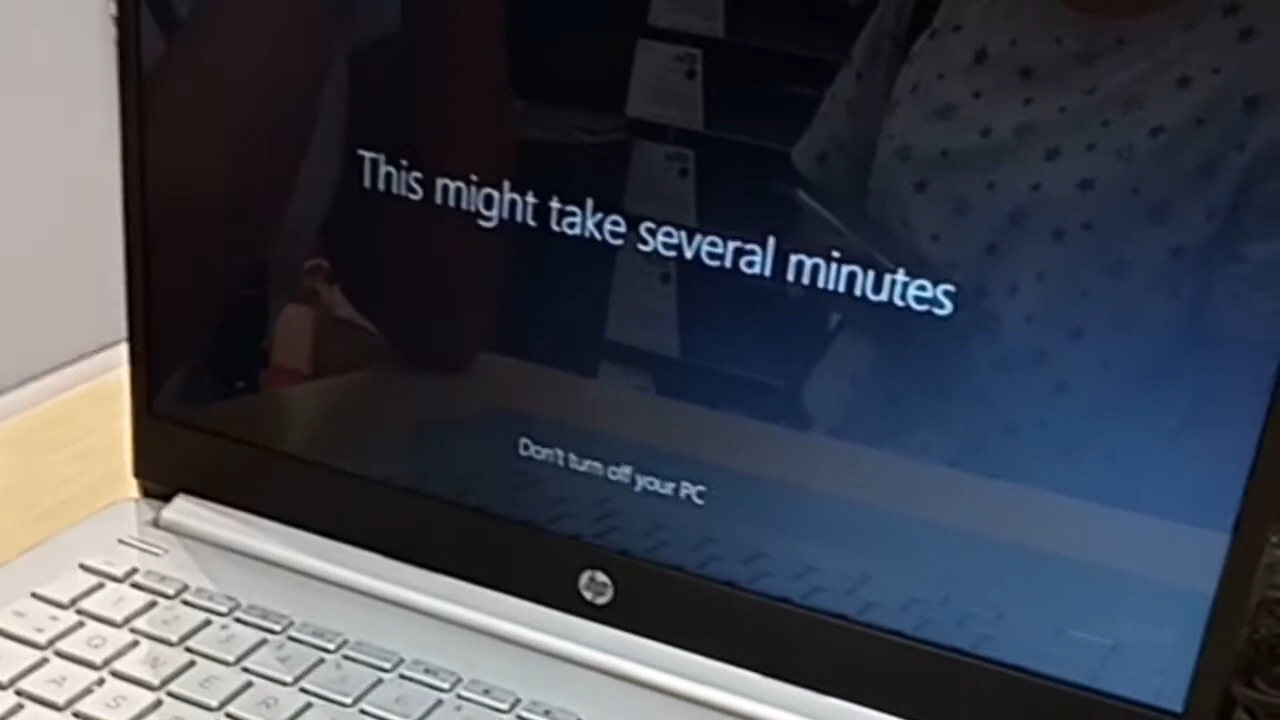 This might take several minutes
Don't turn off your PC
hp
Q W E R
A S